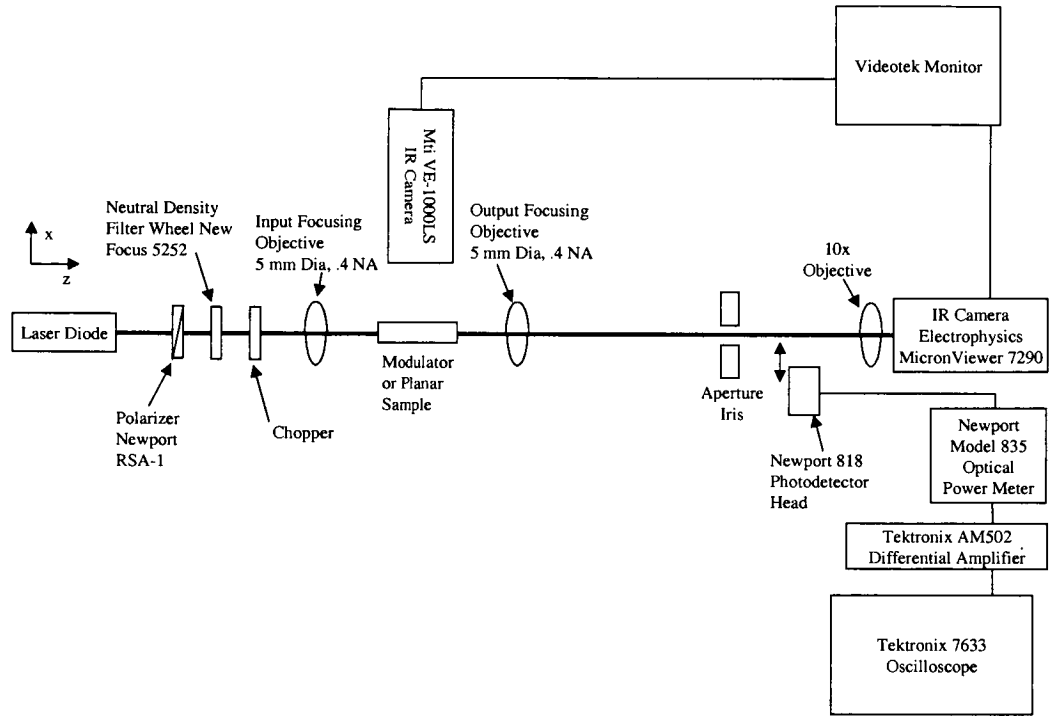 Videotek Monitor
Mti VE-1000LS
IR Camera
Neutral Density
Filter Wheel New
Focus 5252
Input Focusing
Objective
5 mm Dia, .4 NA
Output Focusing
Objective
5 mm Dia, .4 NA
10x
Objective
x
z
Laser Diode
IR Camera
Electrophysics
MicronViewer 7290
Modulator
or Planar
Sample
Aperture
Iris
Polarizer
Newport
RSA-1
Chopper
Newport 818
Photodetector
Head
Newport
Model 835
Optical
Power Meter
Tektronix AM502
Differential Amplifier
Tektronix 7633
Oscilloscope